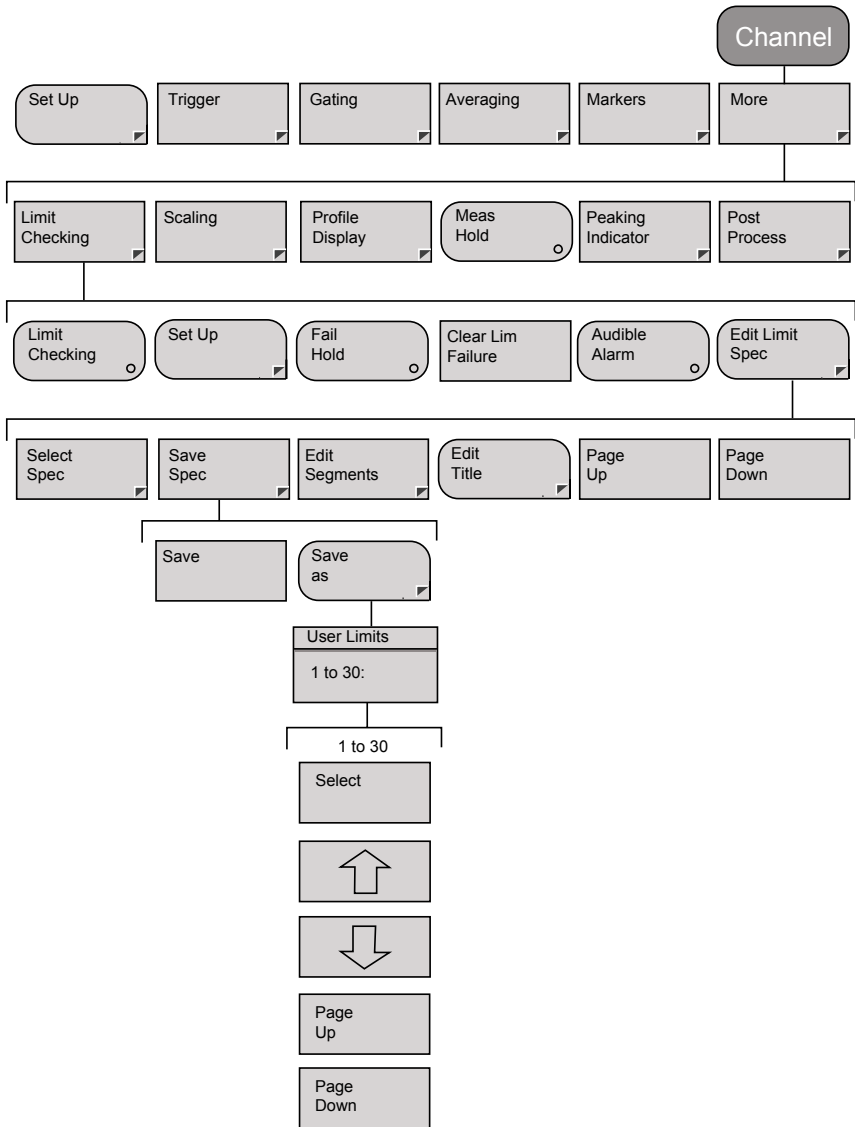 Channel
Set Up
Trigger
Gating
Averaging
Markers
More
Limit
Checking
Scaling
Profile
Display
Meas
Hold
Peaking
Indicator
Post
Process
Limit
Checking
Set Up
Fail
Hold
Clear Lim
Failure
Audible
Alarm
Edit Limit
Spec
Select
Spec
Save
Spec
Edit
Segments
Edit
Title
Page
Up
Page
Down
Save
Save
as
User Limits
1 to 30:
1 to 30
Select
Page
Up
Page
Down